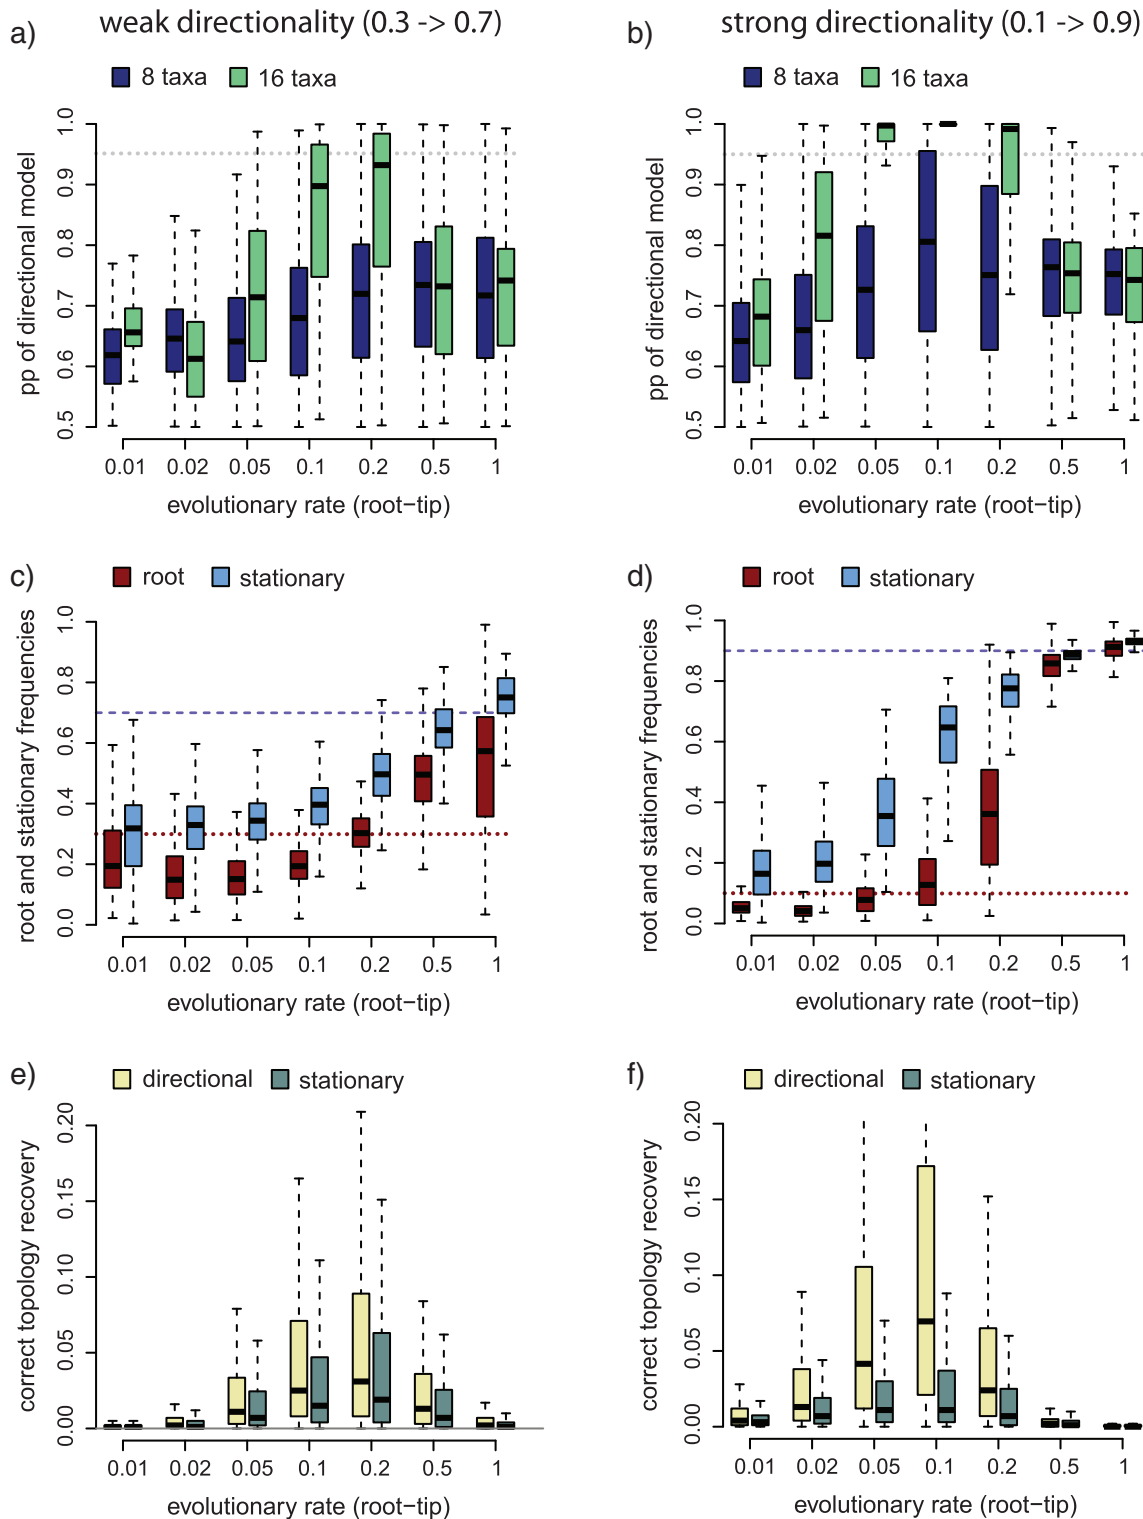 a) weak directionality (0.3 -> 0.7)
8 taxa 16 taxa
pp of directional model
1.0
0.9
0.8
0.7
0.6
0.5
0.01 0.02 0.05 0.1 0.2 0.5 1
evolutionary rate (root−tip)
b) strong directionality (0.1 -> 0.9)
8 taxa 16 taxa
pp of directional model
1.0
0.9
0.8
0.7
0.6
0.5
0.01 0.02 0.05 0.1 0.2 0.5 1
evolutionary rate (root−tip)
c)
root stationary
root and stationary frequencies
1.0
0.8
0.6
0.4
0.2
0.0
0.01 0.02 0.05 0.1 0.2 0.5 1
evolutionary rate (root−tip)
d)
root stationary
root and stationary frequencies
1.0
0.8
0.6
0.4
0.2
0.0
0.01 0.02 0.05 0.1 0.2 0.5 1
evolutionary rate (root−tip)
e)
directional stationary
correct topology recovery
0.20
0.15
0.10
0.05
0.00
0.01 0.02 0.05 0.1 0.2 0.5 1
evolutionary rate (root−tip)
f)
directional stationary
correct topology recovery
0.20
0.15
0.10
0.05
0.00
0.01 0.02 0.05 0.1 0.2 0.5 1
evolutionary rate (root−tip)